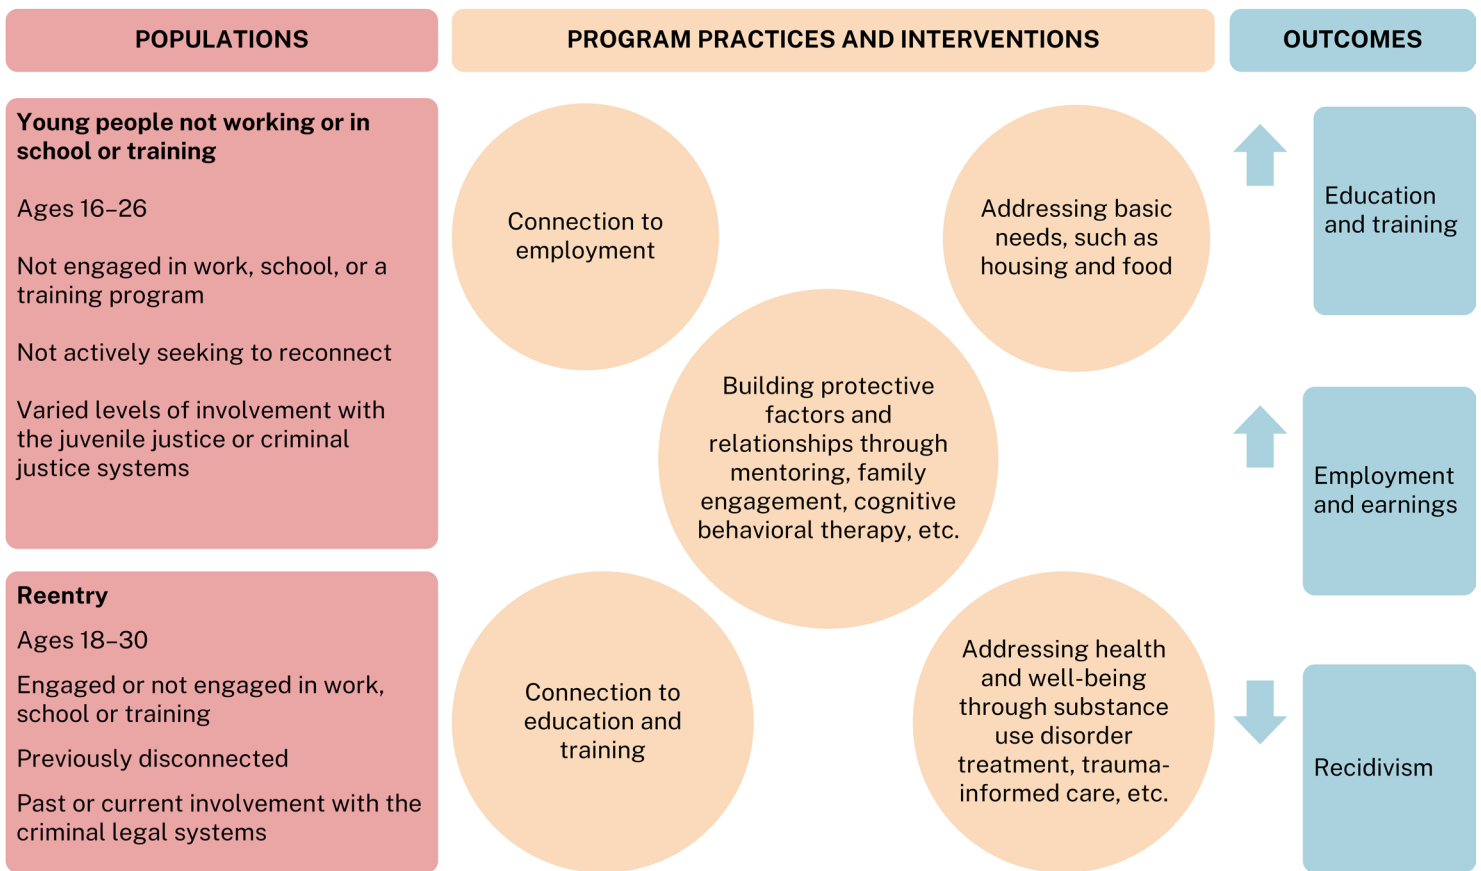 POPULATIONS
Young people not working or in
school or training
Ages 16–26
Not engaged in work, school, or a
training program
Not actively seeking to reconnect
Varied levels of involvement with
the juvenile justice or criminal
justice systems
Reentry
Ages 18–30
Engaged or not engaged in work,
school or training
Previously disconnected
Past or current involvement with the
criminal legal systems
PROGRAM PRACTICES AND INTERVENTIONS
Connection to
employment
Addressing basic
needs, such as
housing and food
Building protective
factors and
relationships through
mentoring, family
engagement, cognitive
behavioral therapy, etc.
Connection to
education and
training
Addressing health
and well-being
through substance
use disorder
treatment, trauma-
informed care, etc.
OUTCOMES
Education
and training
Employment
and earnings
Recidivism